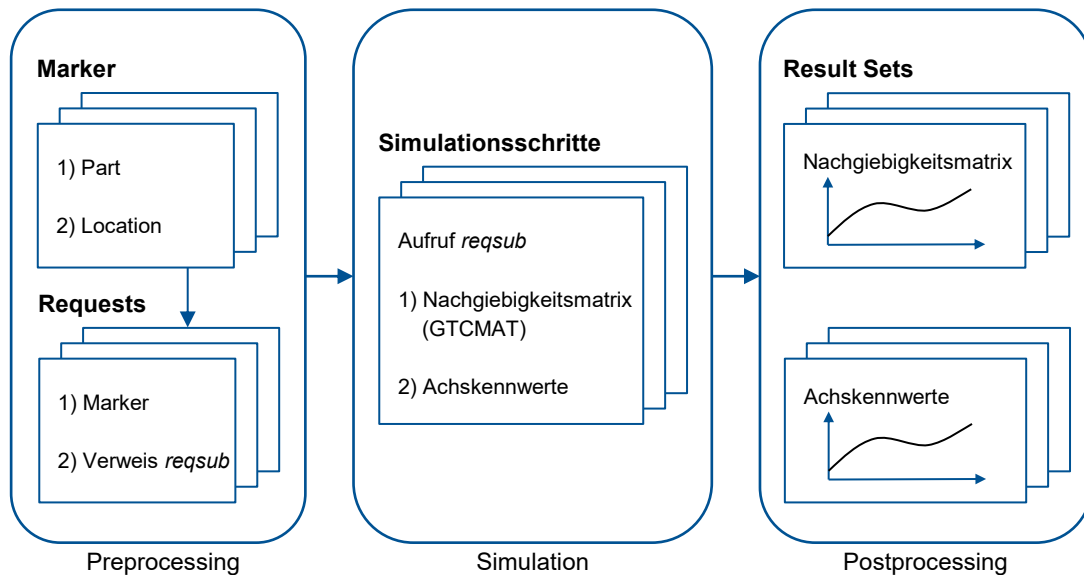 Marker
1) Part
2) Location
Requests
1) Marker
2) Verweis reqsub
Preprocessing
Simulationsschritte
Aufruf reqsub
1) Nachgiebigkeitsmatrix
(GTCMAT)
2) Achskennwerte
Simulation
Result Sets
Nachgiebigkeitsmatrix
Achskennwerte
Postprocessing